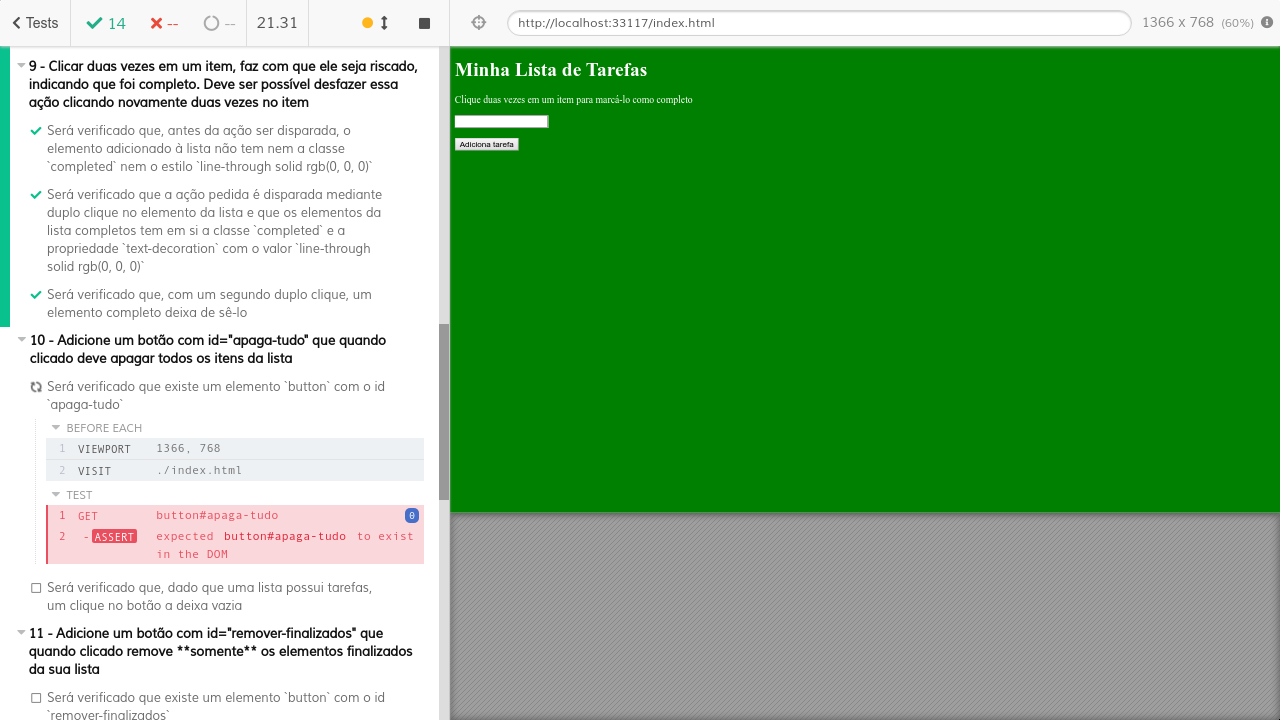 Tests
14
--
--
21.31
http://localhost:33117/index.html
1366 x 768 (60%)
9 - Clicar duas vezes em um item, faz com que ele seja riscado,
indicando que foi completo. Deve ser possível desfazer essa
ação clicando novamente duas vezes no item
Será verificado que, antes da ação ser disparada, o
elemento adicionado à lista não tem nem a classe
`completed` nem o estilo `line-through solid rgb(0, 0, 0)`
Será verificado que a ação pedida é disparada mediante
duplo clique no elemento da lista e que os elementos da
lista completos tem em si a classe `completed` e a
propriedade `text-decoration` com o valor `line-through
solid rgb(0, 0, 0)`
Será verificado que, com um segundo duplo clique, um
elemento completo deixa de sê-lo
10 - Adicione um botão com id="apaga-tudo" que quando
clicado deve apagar todos os itens da lista
Será verificado que existe um elemento `button` com o id
`apaga-tudo`
BEFORE EACH
1 VIEWPORT 1366, 768
2 VISIT ./index.html
TEST
1 GET button#apaga-tudo 0
2 - ASSERT expected button#apaga-tudo to exist
in the DOM
Será verificado que, dado que uma lista possui tarefas,
um clique no botão a deixa vazia
11 - Adicione um botão com id="remover-finalizados" que
quando clicado remove **somente** os elementos finalizados
da sua lista
Será verificado que existe um elemento `button` com o id
`remover-finalizados`
Minha Lista de Tarefas
Clique duas vezes em um item para marcá-lo como completo
Adiciona tarefa